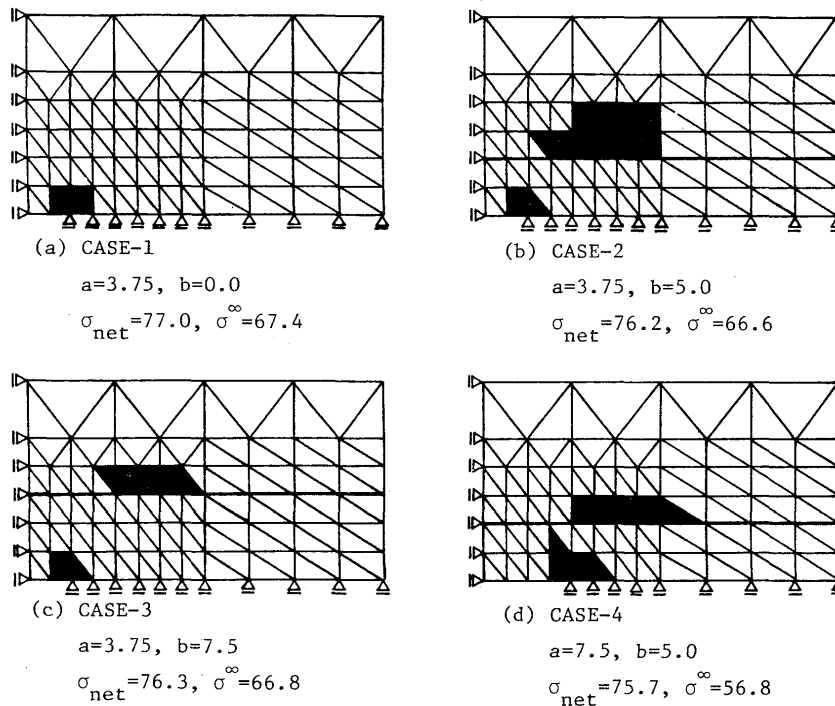 (a) CASE-1
a=3.75, b=0.0
σnet=77.0, σ∞=67.4
(b) CASE-2
a=3.75, b=5.0
σnet=76.2, σ∞=66.6
(c) CASE-3
a=3.75, b=7.5
σnet=76.3, σ∞=66.8
(d) CASE-4
a=7.5, b=5.0
σnet=75.7, σ∞=56.8